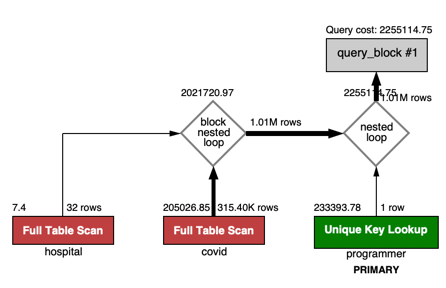 Query cost: 2255114.75
query_block #1
2021720.97
2255114.75
1.01M rows
block
nested
loop
1.01M rows
nested
loop
7.4
32 rows
205026.85
315.40K rows
233393.78
1 row
Full Table Scan
Full Table Scan
Unique Key Lookup
hospital
covid
programmer
PRIMARY